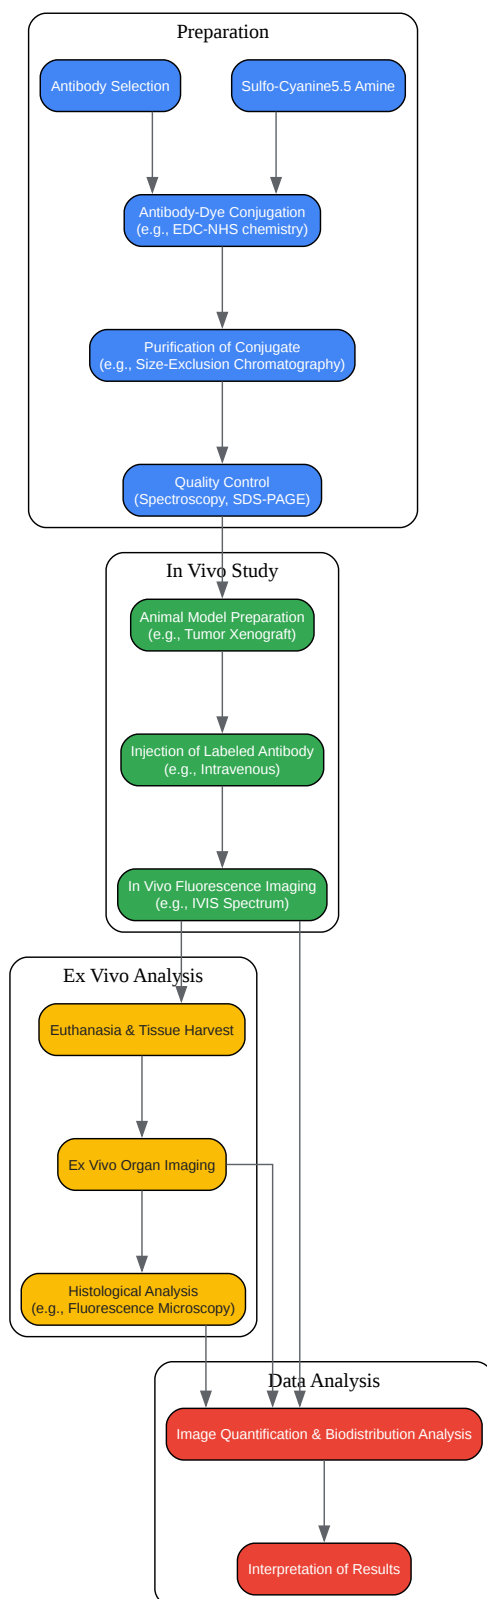 Preparation
Antibody Selection
Sulfo-Cyanine5.5 Amine
Antibody-Dye Conjugation
(e.g., EDC-NHS chemistry)
Purification of Conjugate
(e.g., Size-Exclusion Chromatography)
Quality Control
(Spectroscopy, SDS-PAGE)
In Vivo Study
Animal Model Preparation
(e.g., Tumor Xenograft)
Injection of Labeled Antibody
(e.g., Intravenous)
In Vivo Fluorescence Imaging
(e.g., IVIS Spectrum)
Ex Vivo Analysis
Euthanasia & Tissue Harvest
Ex Vivo Organ Imaging
Histological Analysis
(e.g., Fluorescence Microscopy)
Data Analysis
Image Quantification & Biodistribution Analysis
Interpretation of Results